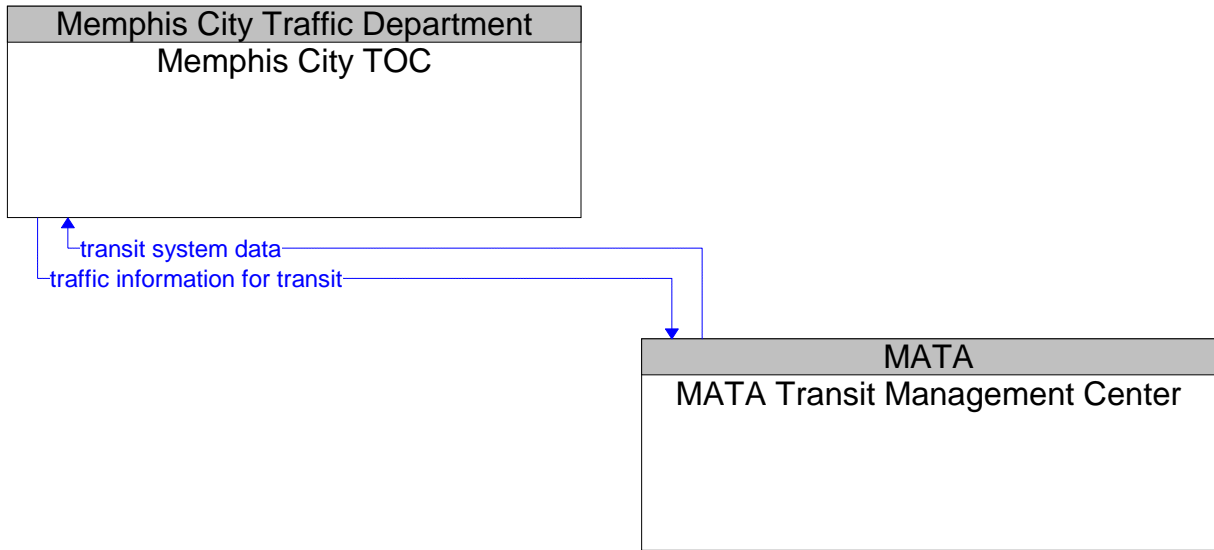 Memphis City Traffic Department
Memphis City TOC
transit system data
traffic information for transit
MATA
MATA Transit Management Center